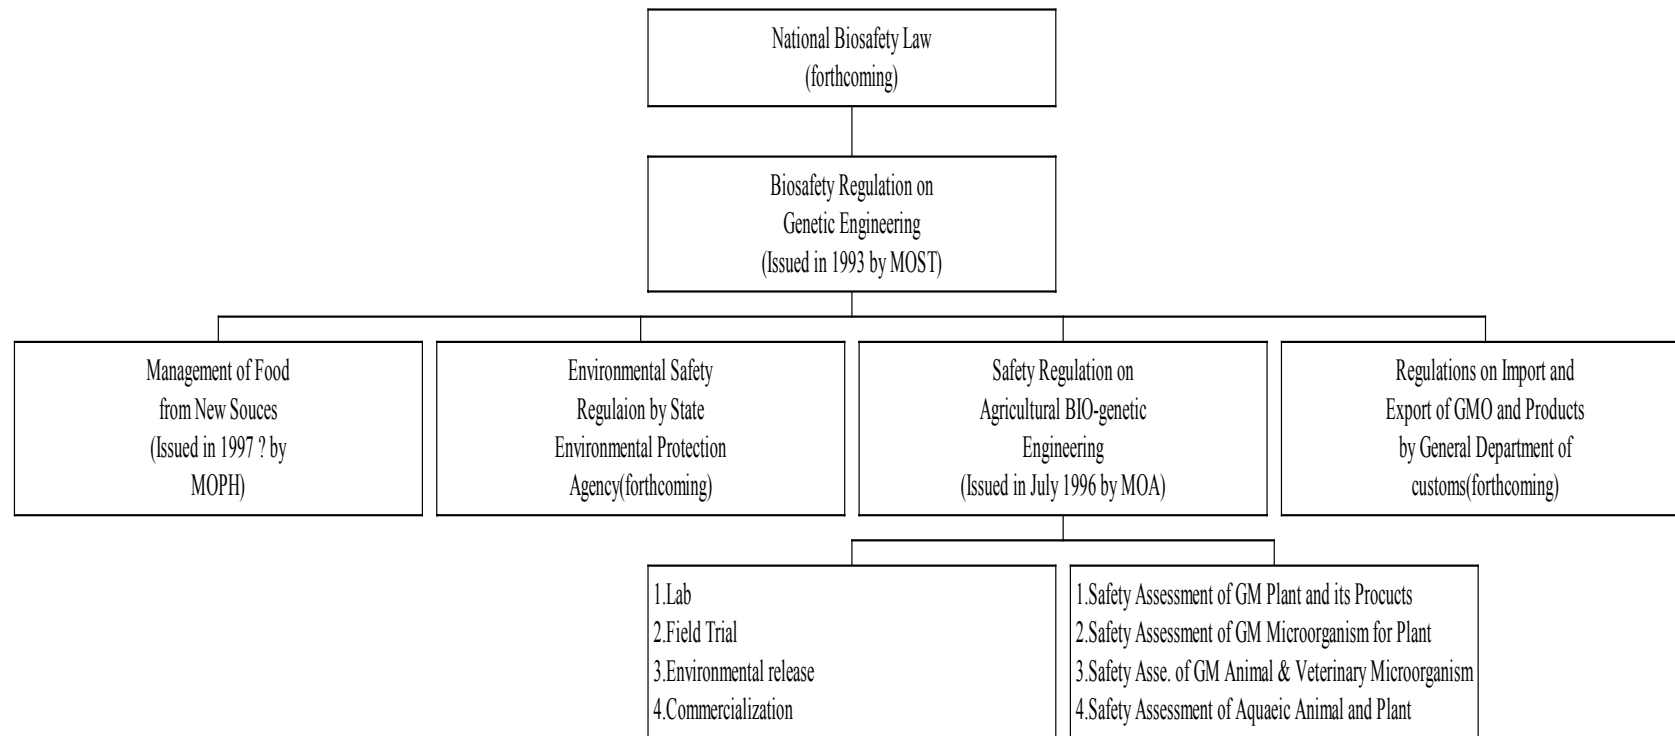 National Biosafety Law
(forthcoming)
Biosafety Regulation on
Genetic Engineering
(Issued in 1993 by MOST)
Management of Food
from New Souces
(Issued in 1997 ? by
MOPH)
Environmental Safety
Regulaion by State
Environmental Protection
Agency(forthcoming)
Safety Regulation on
Agricultural BIO-genetic
Engineering
(Issued in July 1996 by MOA)
Regulations on Import and
Export of GMO and Products
by General Department of
customs(forthcoming)
1.Lab
2.Field Trial
3.Environmental release
4.Commercialization
1.Safety Assessment of GM Plant and its Procucts
2.Safety Assessment of GM Microorganism for Plant
3.Safety Asse. of GM Animal & Veterinary Microorganism
4.Safety Assessment of Aquaeic Animal and Plant